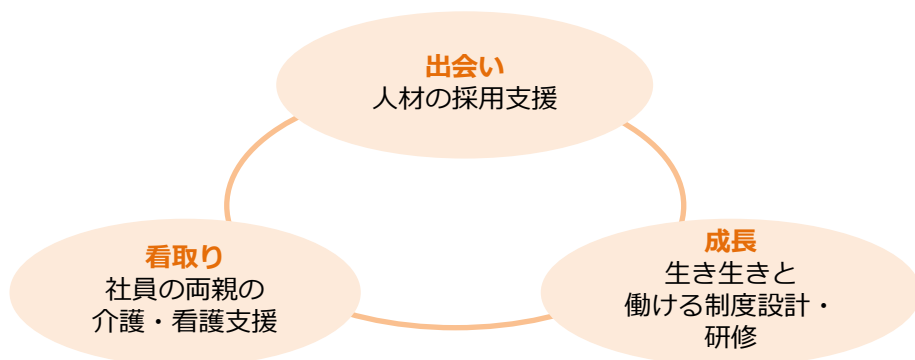 出会い
人材の採用支援
看取り
社員の両親の
介護・看護支援
成長
生き生きと
働ける制度設計・
研修